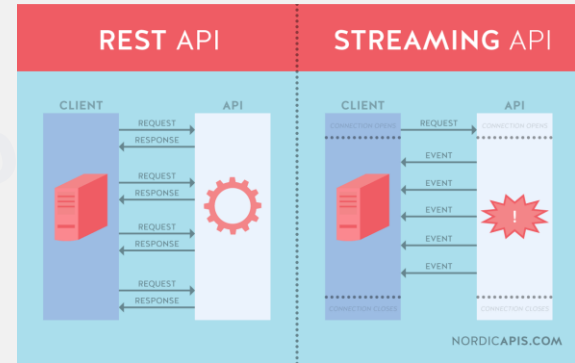 REST API
CLIENT
API
REQUEST
RESPONSE
REQUEST
RESPONSE
REQUEST
RESPONSE
REQUEST
RESPONSE
STREAMING API
CLIENT
API
CONNECTION OPENS
REQUEST
CONNECTION OPENS
EVENT
EVENT
EVENT
!
EVENT
EVENT
CONNECTION CLOSES
CONNECTION CLOSES
NORDICAPIS.COM